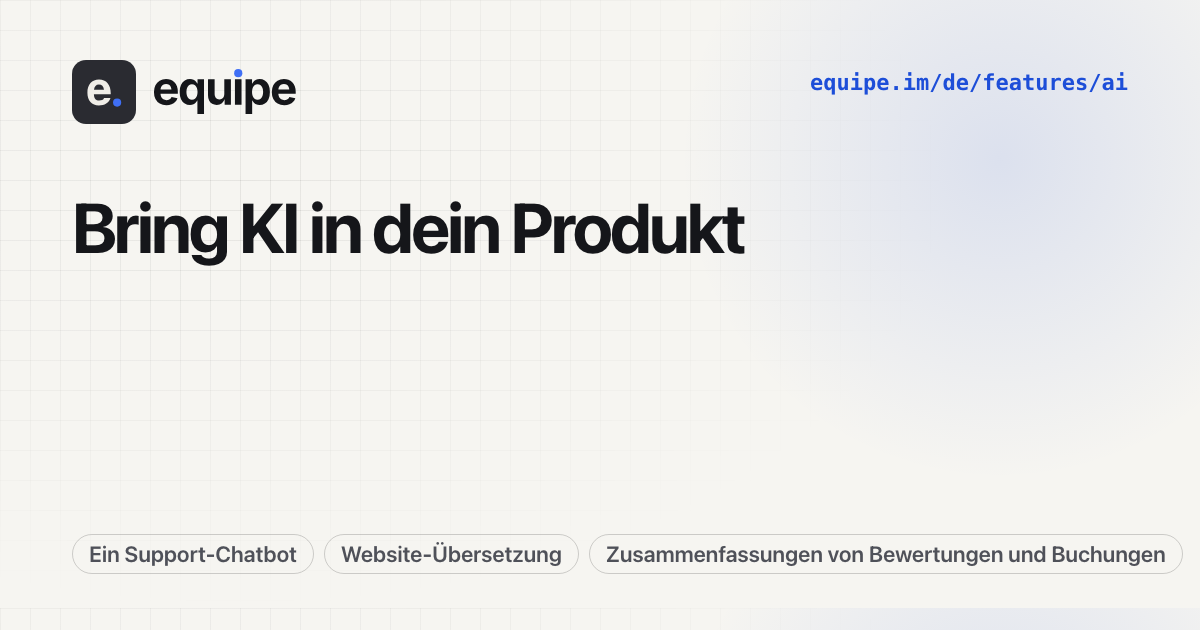 e. equipe
equipe.im/de/features/ai
Bring KI in dein Produkt
Ein Support-Chatbot
Website-Übersetzung
Zusammenfassungen von Bewertungen und Buchungen